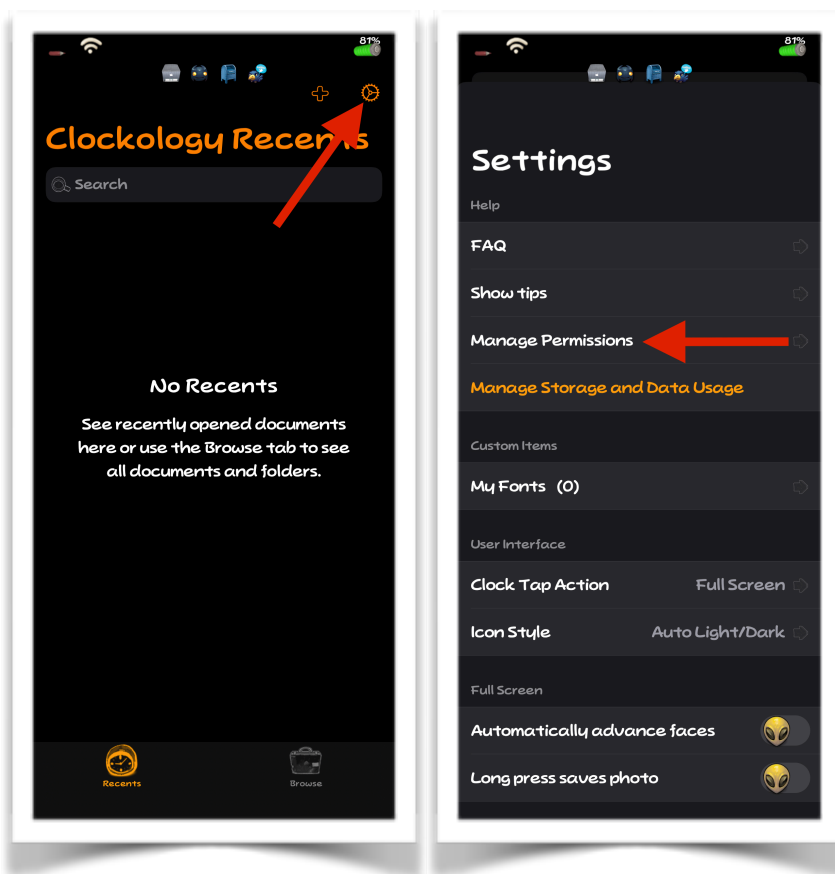 81%
Clockology Recents
Search
No Recents
See recently opened documents
here or use the Browse tab to see
all documents and folders.
Recents
Browse
81%
Settings
Help
FAQ
Show tips
Manage Permissions
Manage Storage and Data Usage
Custom Items
My Fonts (0)
User Interface
Clock Tap Action Full Screen
Icon Style Auto Light/Dark
Full Screen
Automatically advance faces
Long press saves photo